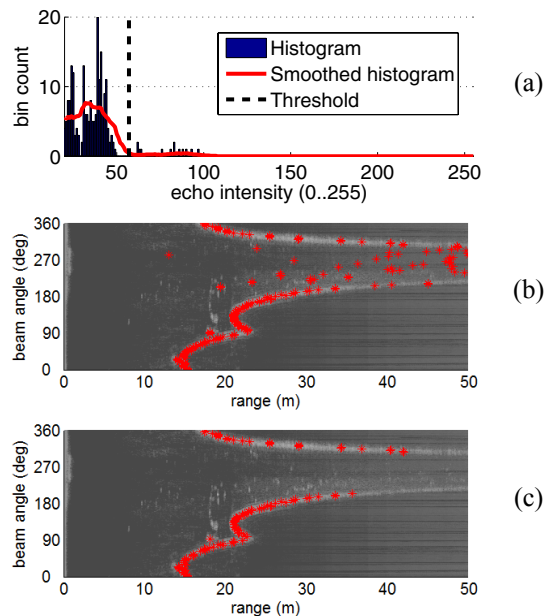 20
10
0
bin count
Histogram
Smoothed histogram
Threshold
50 100 150 200 250
echo intensity (0..255)
(a)
360
270
180
90
0
beam angle (deg)
0 10 20 30 40 50
range (m)
(b)
360
270
180
90
0
beam angle (deg)
0 10 20 30 40 50
range (m)
(c)